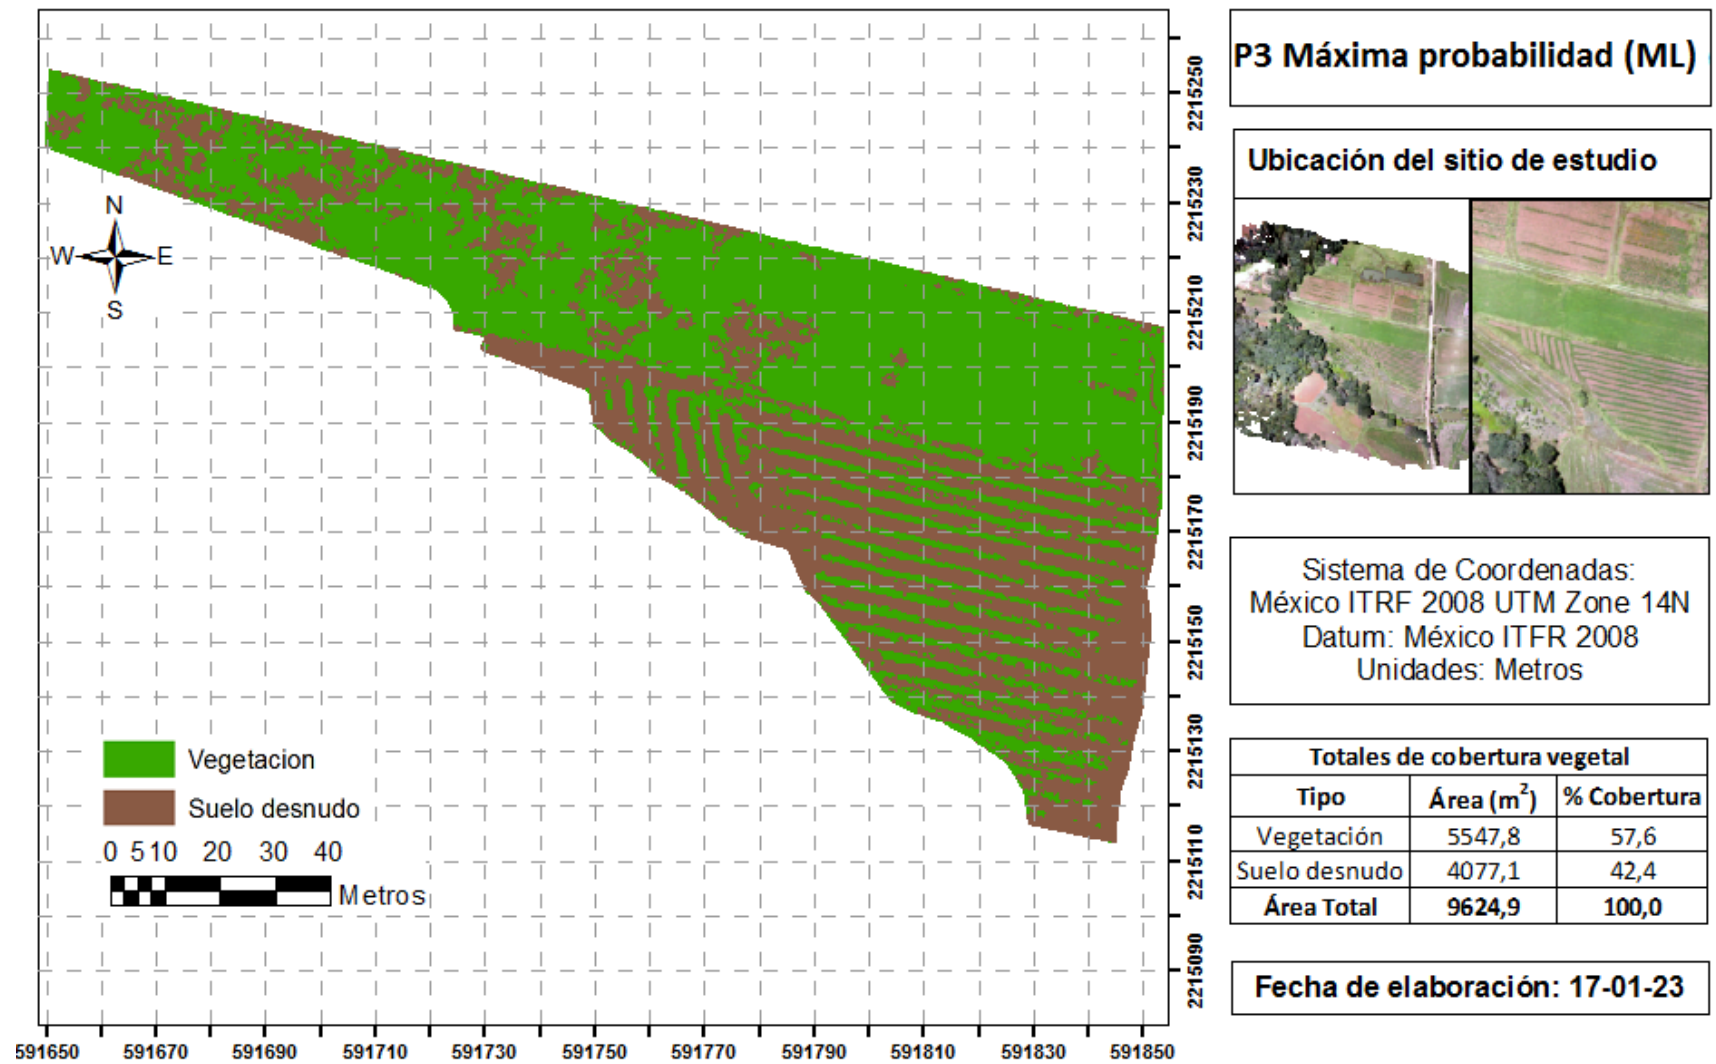 P3 Máxima probabilidad (ML)
Ubicación del sitio de estudio
Sistema de Coordenadas:
México ITRF 2008 UTM Zone 14N
Datum: México ITFR 2008
Unidades: Metros
Totales de cobertura vegetal
Tipo Área (m²) % Cobertura
Vegetación 5547,8 57,6
Suelo desnudo 4077,1 42,4
Área Total 9624,9 100,0
Fecha de elaboración: 17-01-23
N
W E
S
Vegetacion
Suelo desnudo
0 5 10 20 30 40
Metros
2215250
2215230
2215210
2215190
2215170
2215150
2215130
2215110
2215090
591650 591670 591690 591710 591730 591750 591770 591790 591810 591830 591850